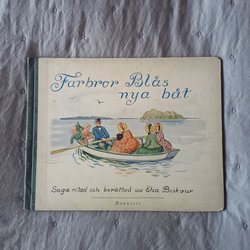 Farbror Blås
nya båt
Saga ritad och berättad av Elsa Beskow
Bonniers